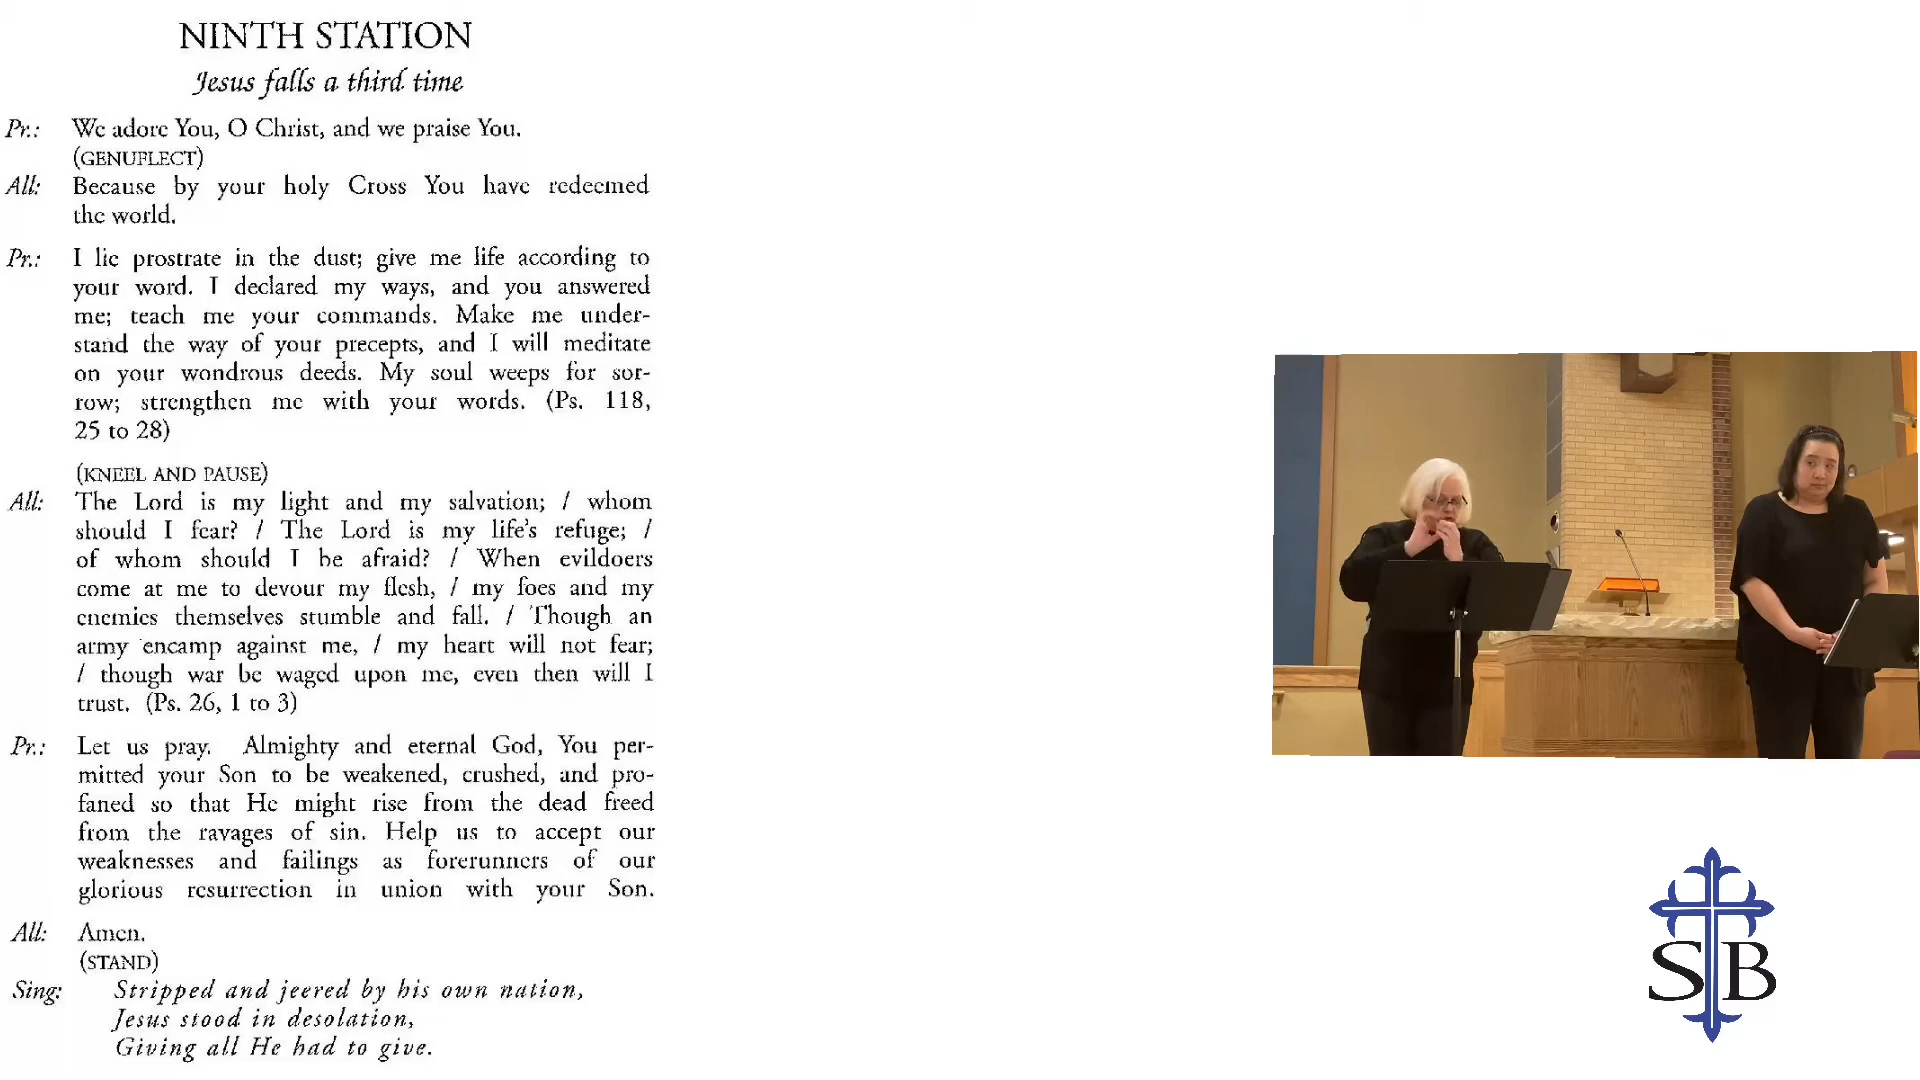 NINTH STATION
Jesus falls a third time
Pr.: We adore You, O Christ, and we praise You.
(GENUFLECT)
All: Because by your holy Cross You have redeemed
the world.
Pr.: I lie prostrate in the dust; give me life according to
your word. I declared my ways, and you answered
me; teach me your commands. Make me under-
stand the way of your precepts, and I will meditate
on your wondrous deeds. My soul weeps for sor-
row; strengthen me with your words. (Ps. 118,
25 to 28)
(KNEEL AND PAUSE)
All: The Lord is my light and my salvation; / whom
should I fear? / The Lord is my life's refuge; /
of whom should I be afraid? / When evildoers
come at me to devour my flesh, / my foes and my
enemies themselves stumble and fall. / Though an
army encamp against me, / my heart will not fear;
/ though war be waged upon me, even then will I
trust. (Ps. 26, 1 to 3)
Pr.: Let us pray. Almighty and eternal God, You per-
mitted your Son to be weakened, crushed, and pro-
faned so that He might rise from the dead freed
from the ravages of sin. Help us to accept our
weaknesses and failings as forerunners of our
glorious resurrection in union with your Son.
All: Amen.
(STAND)
Sing: Stripped and jeered by his own nation,
Jesus stood in desolation,
Giving all He had to give.
SB